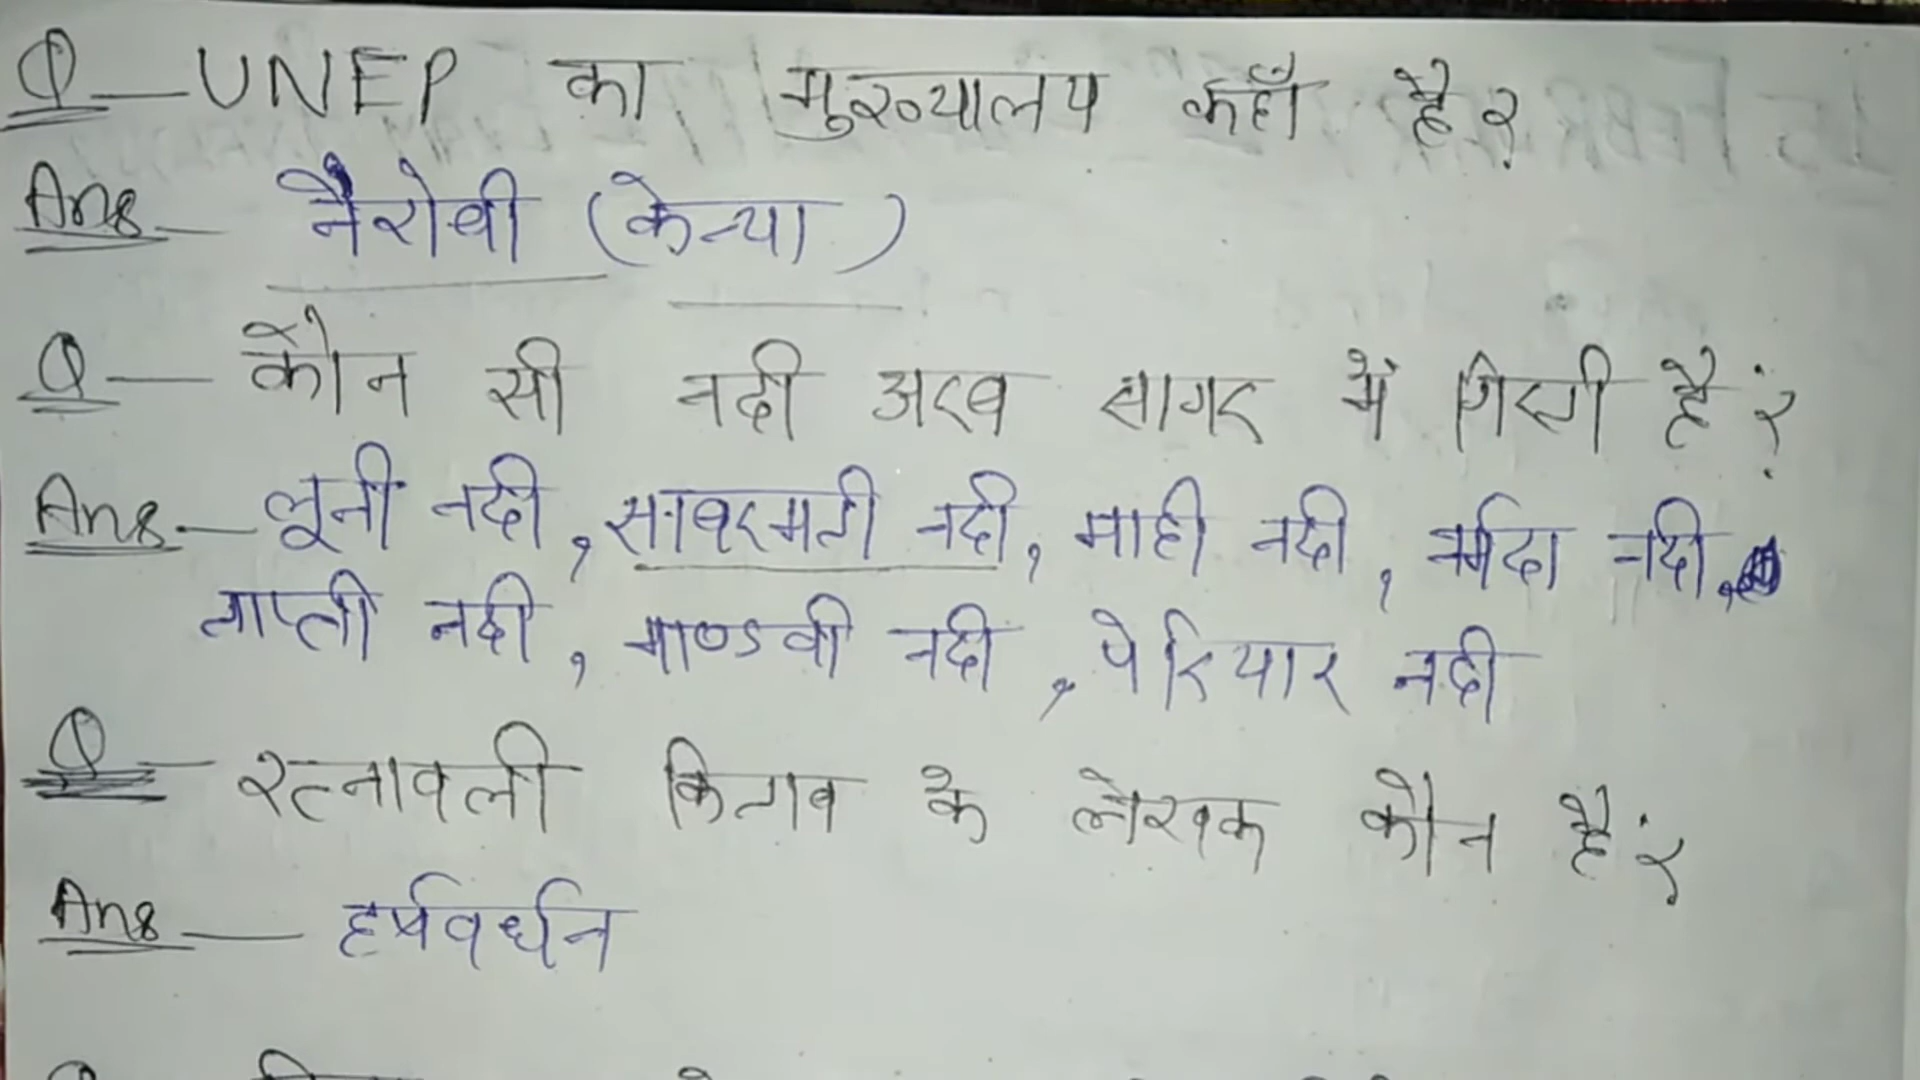 Q — UNEP का मुख्यालय कहाँ है?
Ans — नैरोवी (केन्या)
Q — कौन सी नदी अरब सागर में गिरती है?
Ans — लूनी नदी, साबरमती नदी, माही नदी, नर्मदा नदी,
ताप्ती नदी, माण्डवी नदी, पेरियार नदी
Q — रत्नावली किताब के लेखक कौन हैं?
Ans — हर्षवर्धन